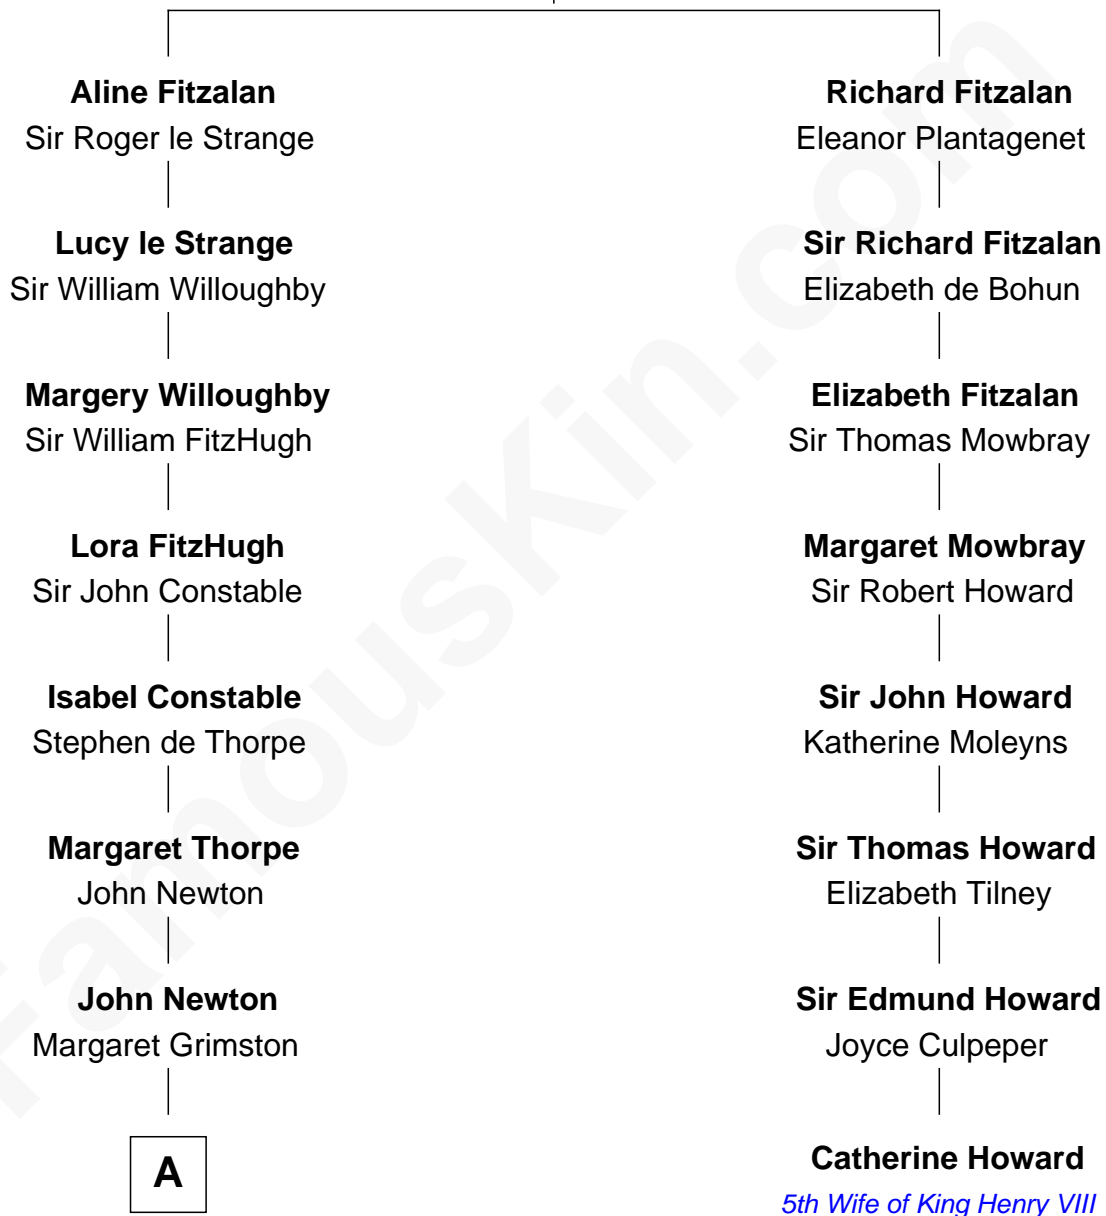 Aline Fitzalan
Sir Roger le Strange
Lucy le Strange
Sir William Willoughby
Margery Willoughby
Sir William FitzHugh
Lora FitzHugh
Sir John Constable
Isabel Constable
Stephen de Thorpe
Margaret Thorpe
John Newton
John Newton
Margaret Grimston
A
Richard Fitzalan
Eleanor Plantagenet
Sir Richard Fitzalan
Elizabeth de Bohun
Elizabeth Fitzalan
Sir Thomas Mowbray
Margaret Mowbray
Sir Robert Howard
Sir John Howard
Katherine Moleyns
Sir Thomas Howard
Elizabeth Tilney
Sir Edmund Howard
Joyce Culpeper
Catherine Howard
5th Wife of King Henry VIII
FamousKin.com